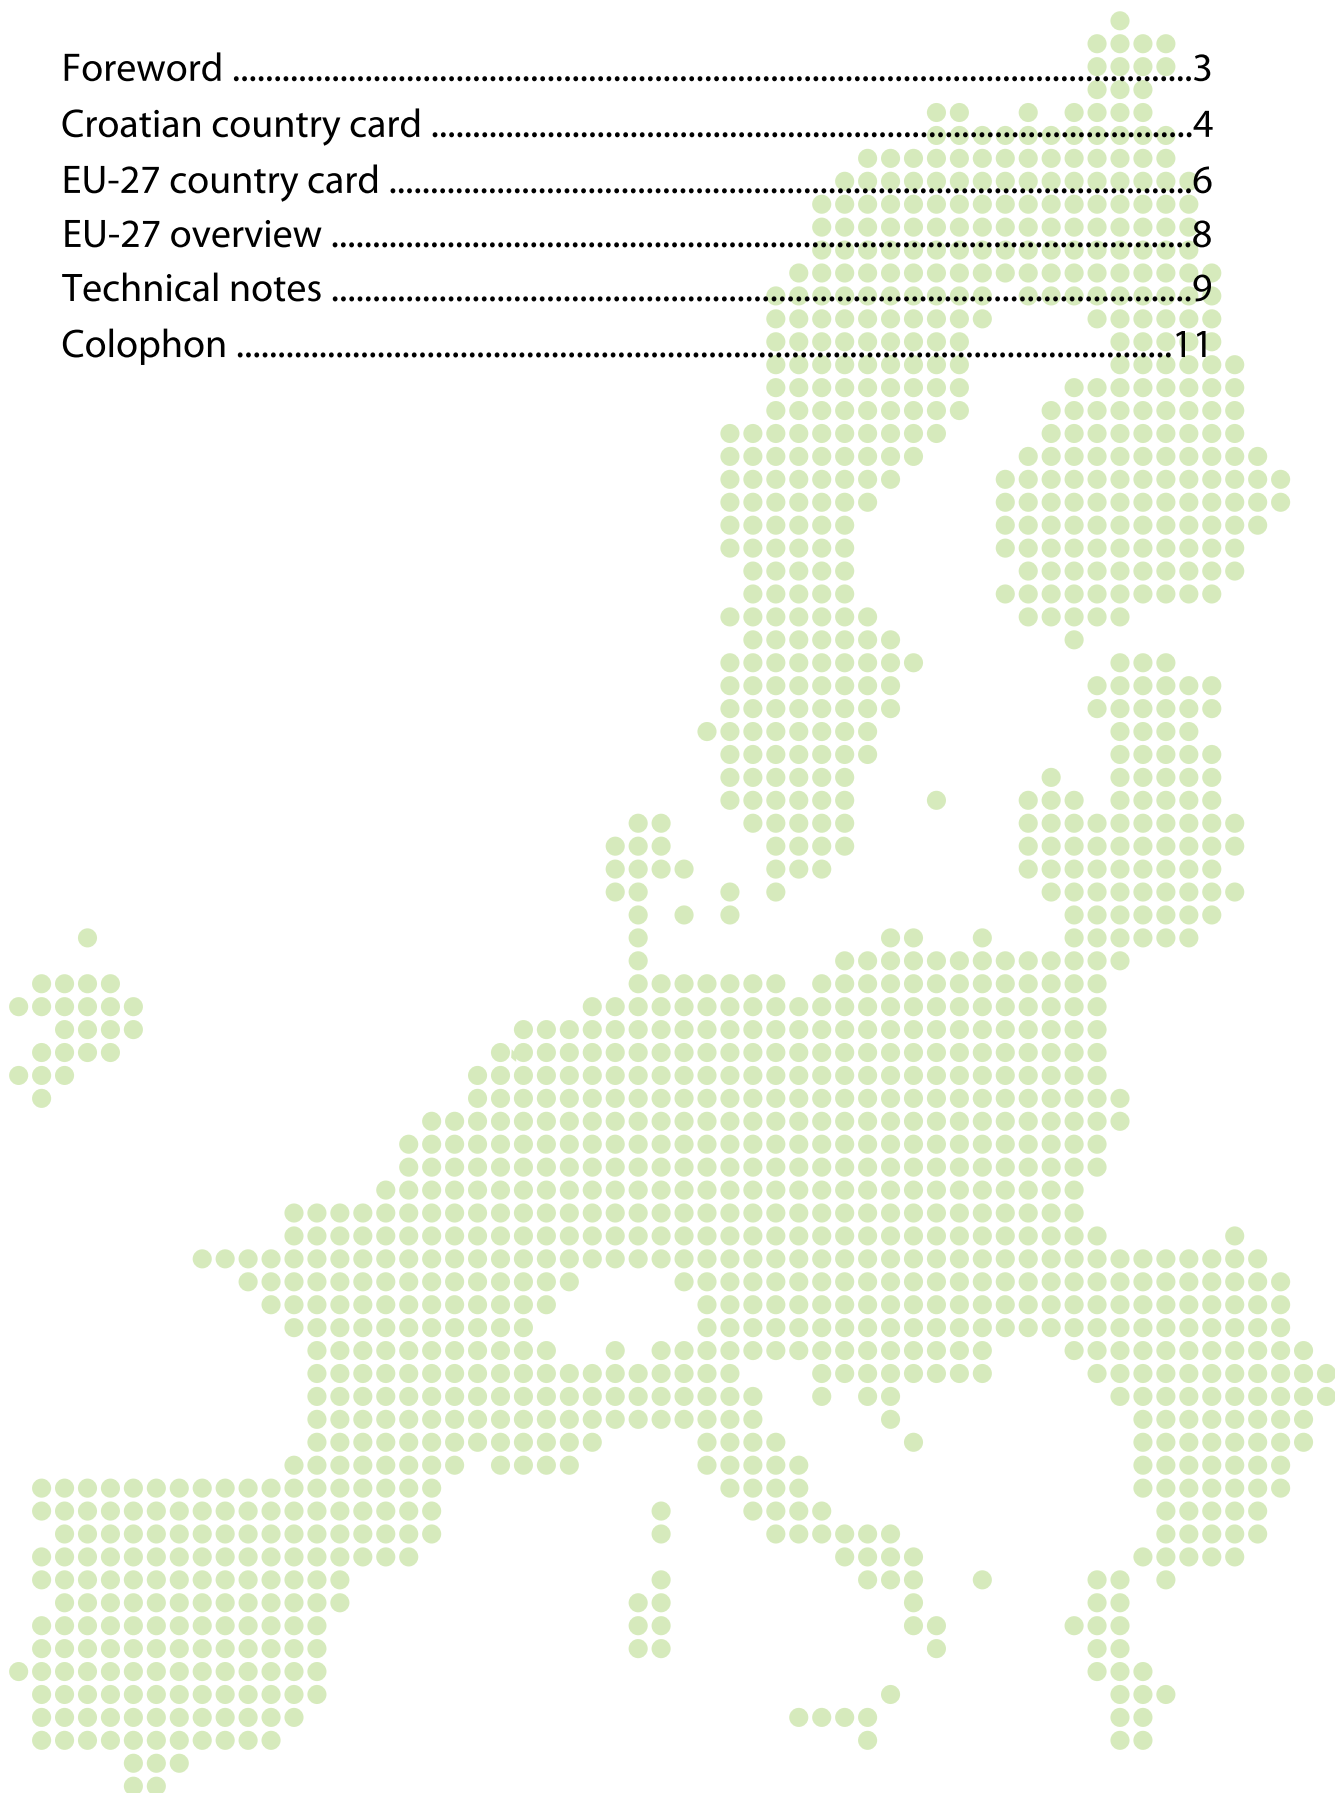 Foreword ........................................................................................................................3
Croatian country card ...............................................................................................4
EU-27 country card ....................................................................................................6
EU-27 overview ...........................................................................................................8
Technical notes ...........................................................................................................9
Colophon ....................................................................................................................11